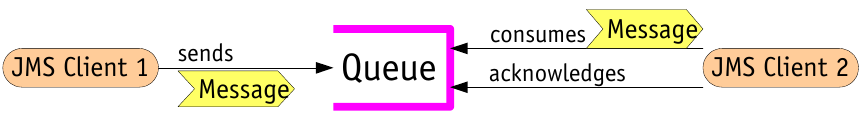 JMS Client 1
sends
Message
Queue
consumes
Message
acknowledges
JMS Client 2